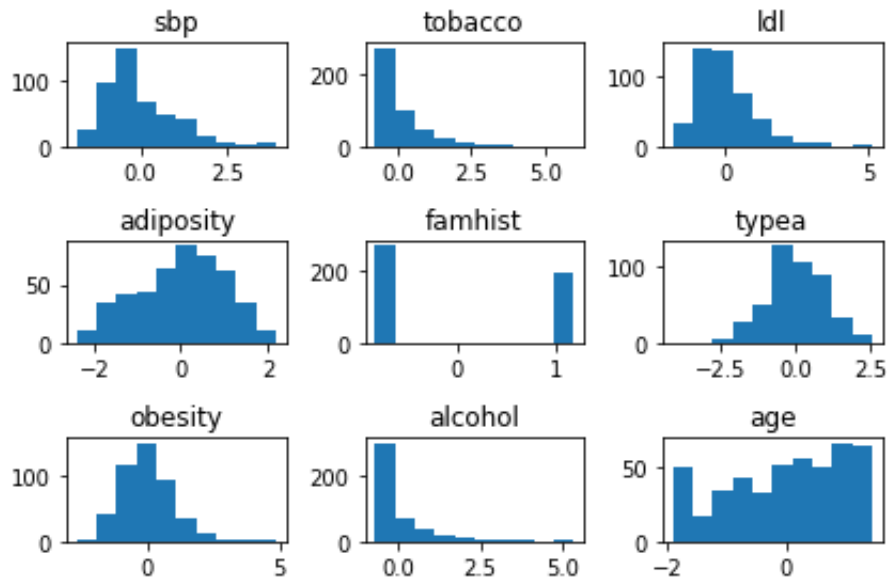 sbp tobacco ldl
100 200 100
0 0 0
0.0 2.5 0.0 2.5 5.0 0 5
adiposity famhist typea
50 200 100
0 0 0
−2 0 2 0 1 −2.5 0.0 2.5
obesity alcohol age
100 200 50
0 0 0
0 5 0.0 2.5 5.0 −2 0